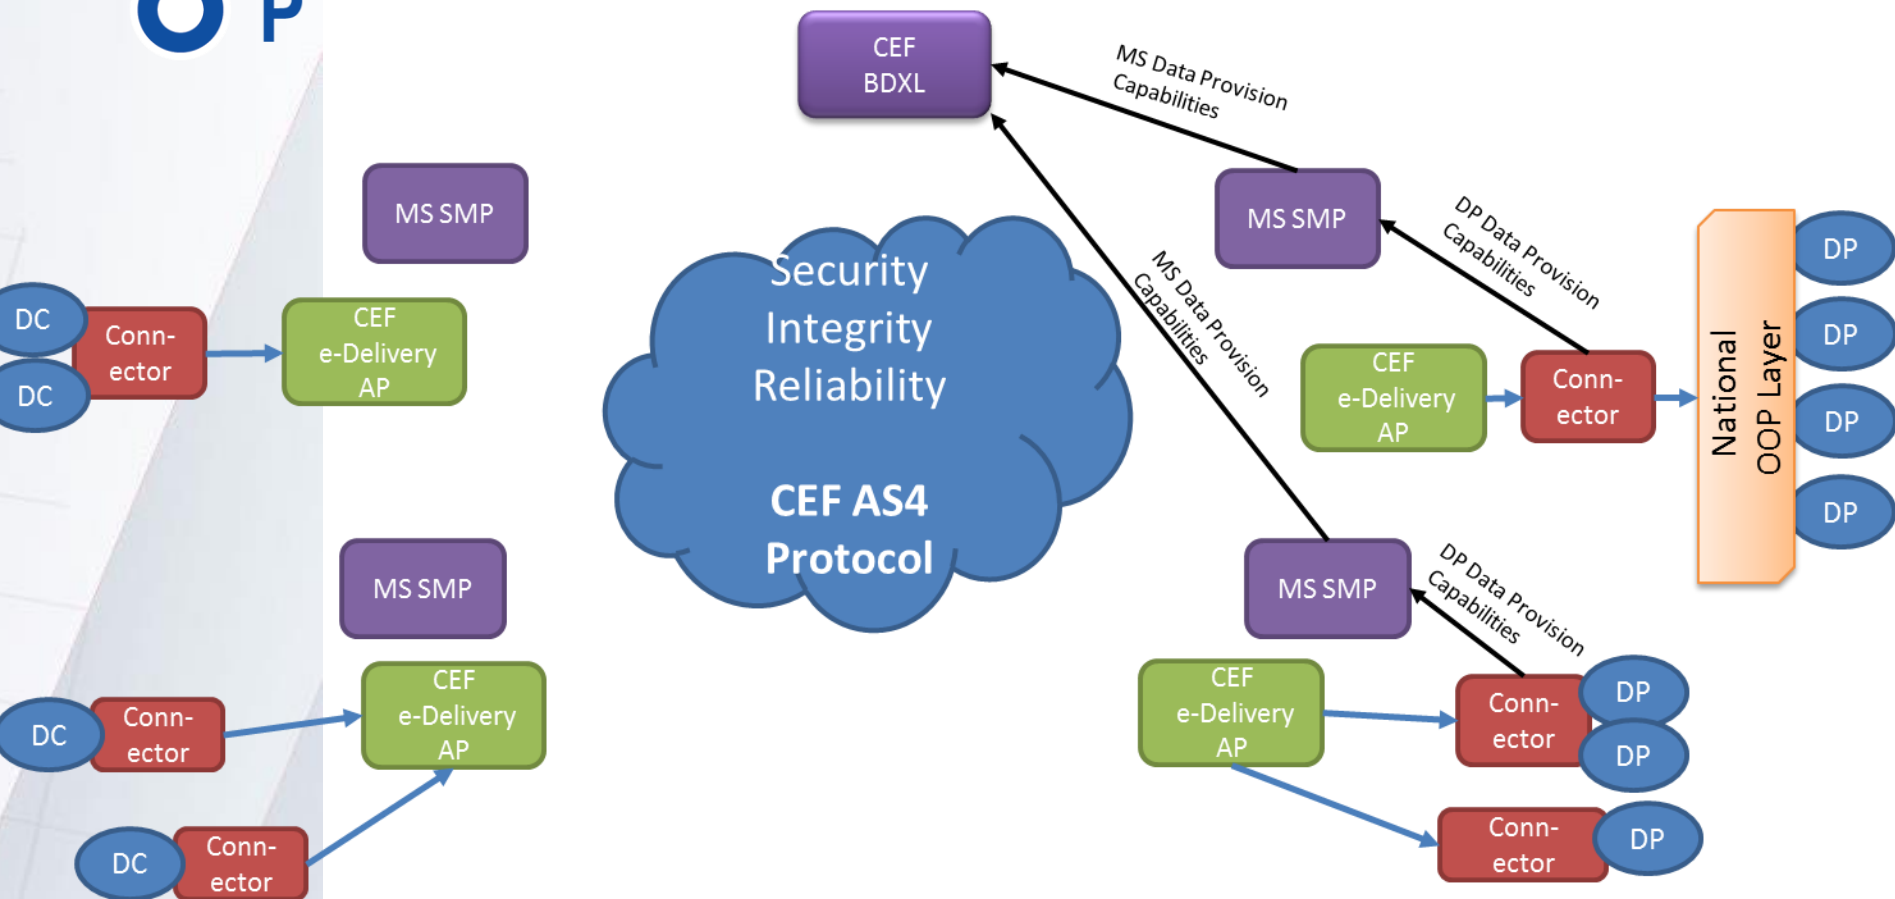 O P
CEF
BDXL
MS Data Provision
Capabilities
MS SMP
MS SMP
DP Data Provision
Capabilities
National
OOP Layer
DP
DP
DP
DP
Security
Integrity
Reliability
CEF AS4
Protocol
MS Data Provision
Capabilities
DC
DC
Conn-
ector
CEF
e-Delivery
AP
CEF
e-Delivery
AP
Conn-
ector
MS SMP
MS SMP
DP Data Provision
Capabilities
DC
Conn-
ector
CEF
e-Delivery
AP
CEF
e-Delivery
AP
Conn-
ector
DP
DP
DC
Conn-
ector
Conn-
ector
DP